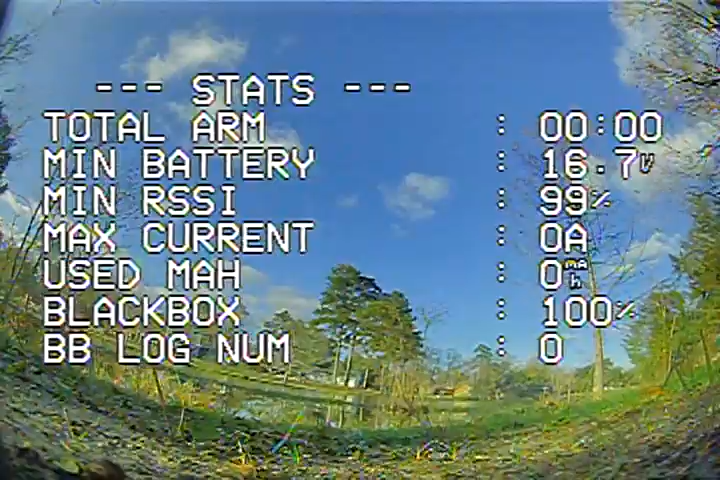 --- STATS ---
TOTAL ARM : 00:00
MIN BATTERY : 16.7V
MIN RSSI : 99%
MAX CURRENT : 0A
USED MAH : 0mAh
BLACKBOX : 100%
BB LOG NUM : 0